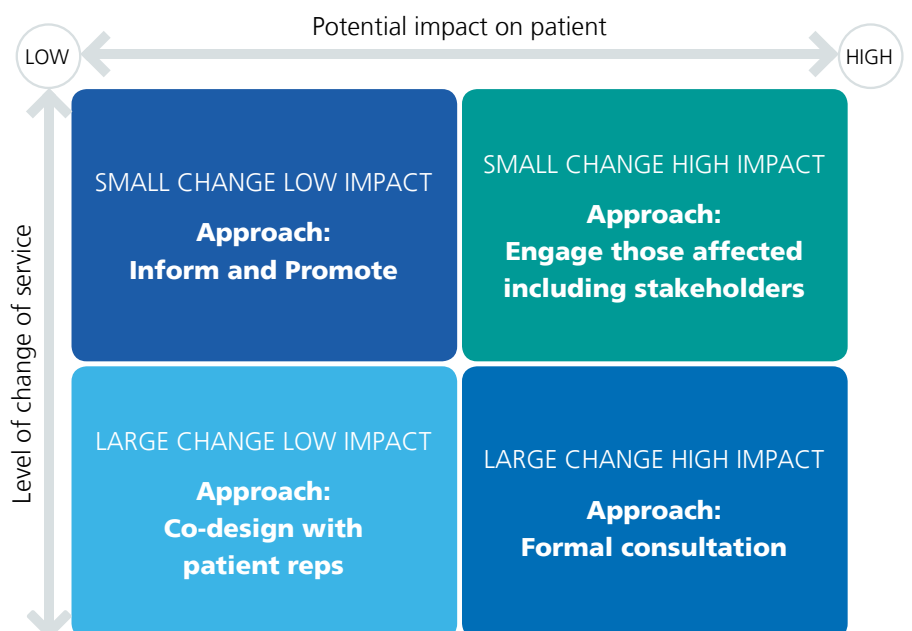 Potential impact on patient
LOW
HIGH
Level of change of service
SMALL CHANGE LOW IMPACT
Approach:
Inform and Promote
SMALL CHANGE HIGH IMPACT
Approach:
Engage those affected
including stakeholders
LARGE CHANGE LOW IMPACT
Approach:
Co-design with
patient reps
LARGE CHANGE HIGH IMPACT
Approach:
Formal consultation